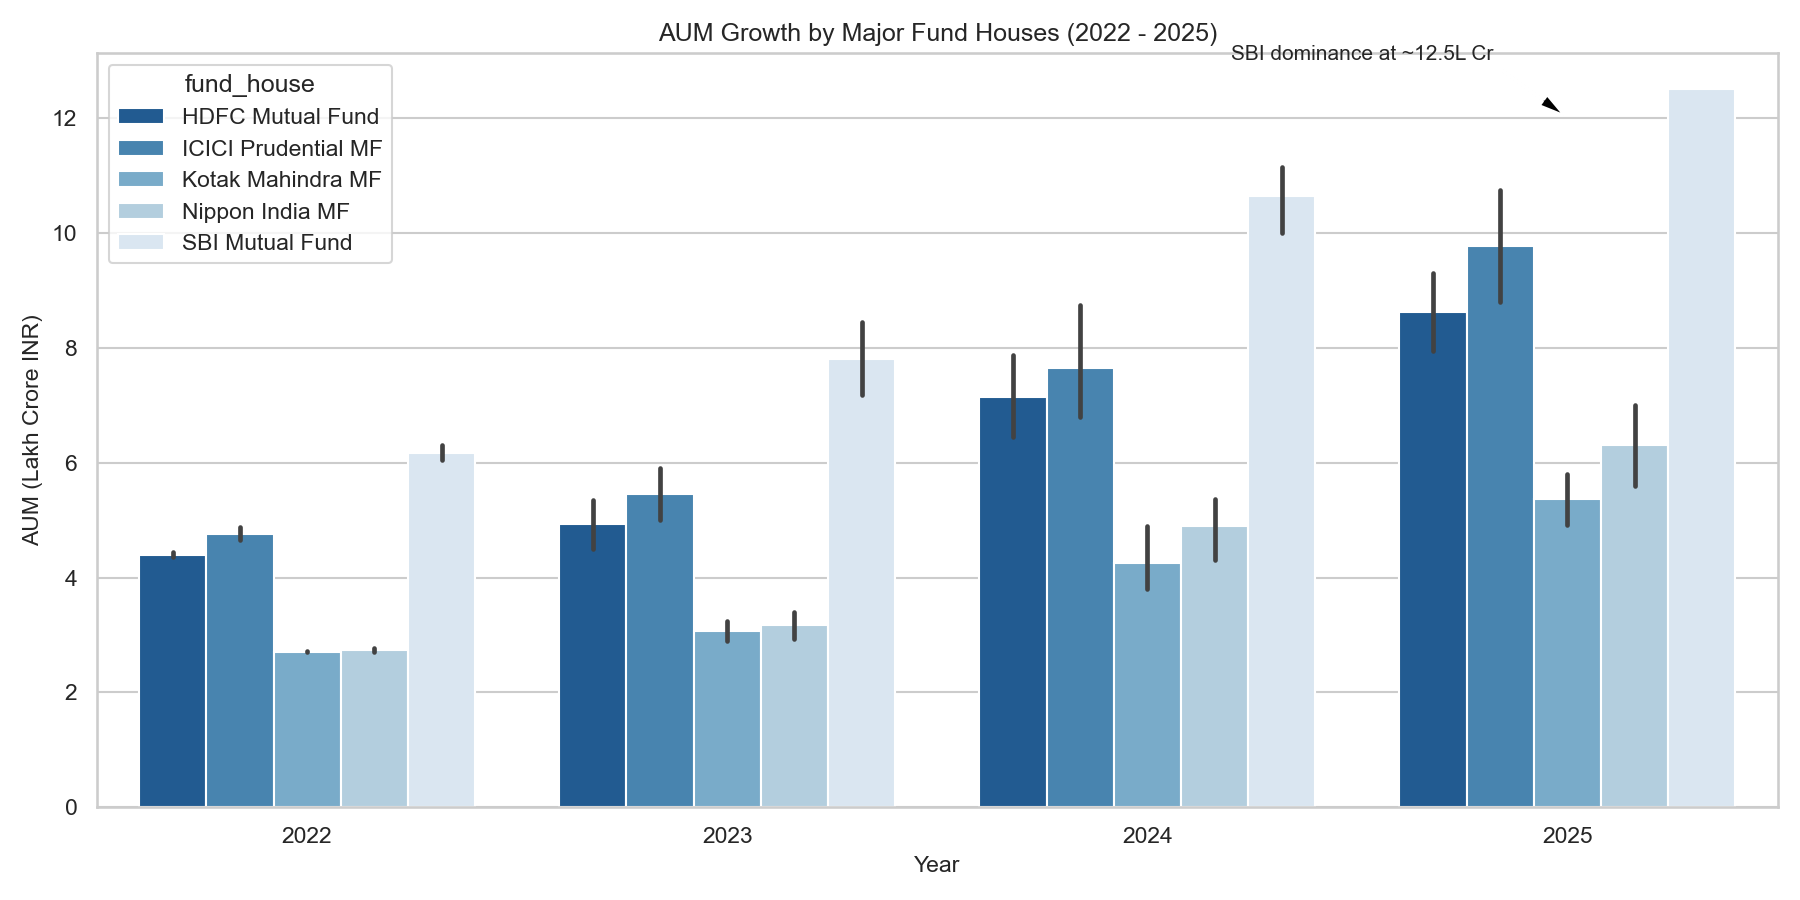 AUM Growth by Major Fund Houses (2022 - 2025)
SBI dominance at ~12.5L Cr
fund_house
HDFC Mutual Fund
ICICI Prudential MF
Kotak Mahindra MF
Nippon India MF
SBI Mutual Fund
AUM (Lakh Crore INR)
12
10
8
6
4
2
0
2022 2023 2024 2025
Year